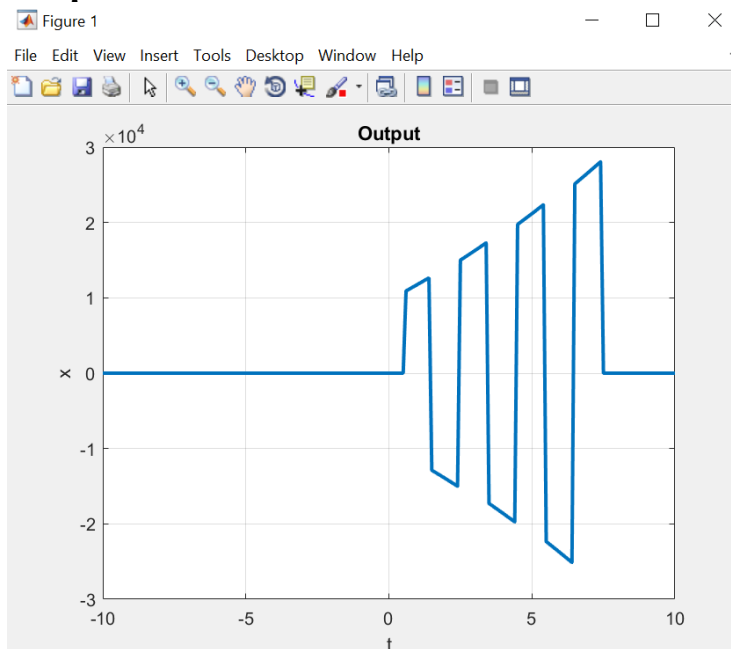 Figure 1
File Edit View Insert Tools Desktop Window Help
Output
×10⁴
3
2
1
0
-1
-2
-3
x
-10 -5 0 5 10
t